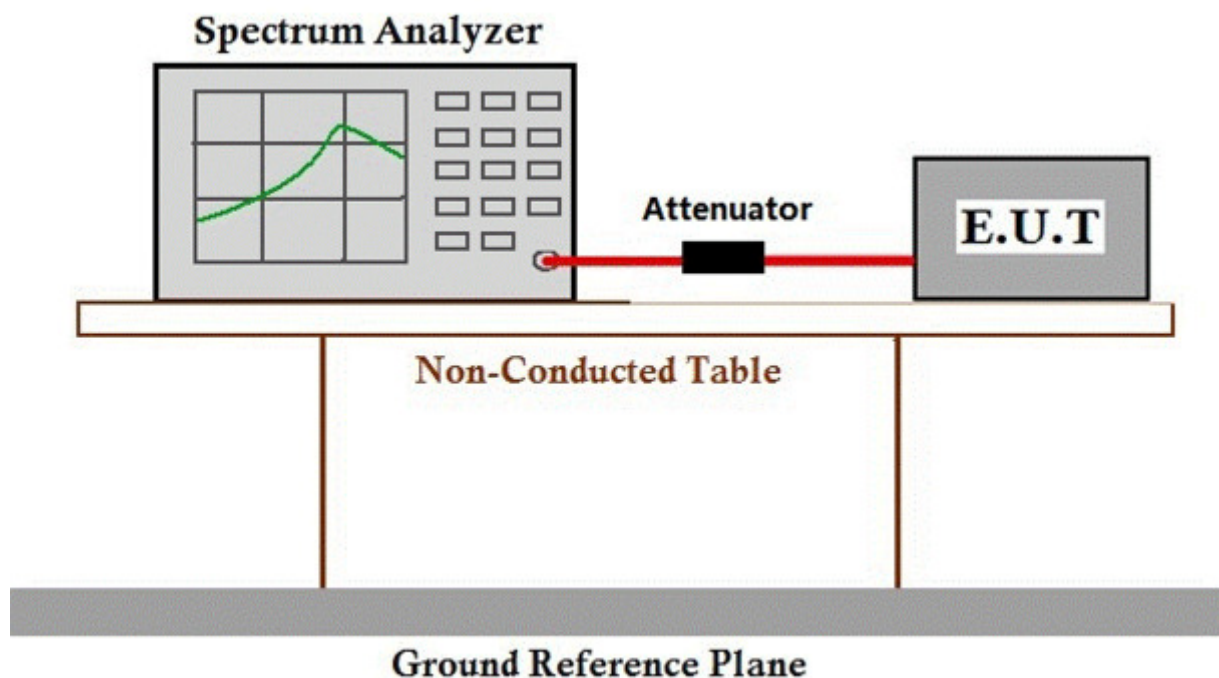 Spectrum Analyzer
Attenuator
E.U.T
Non-Conducted Table
Ground Reference Plane